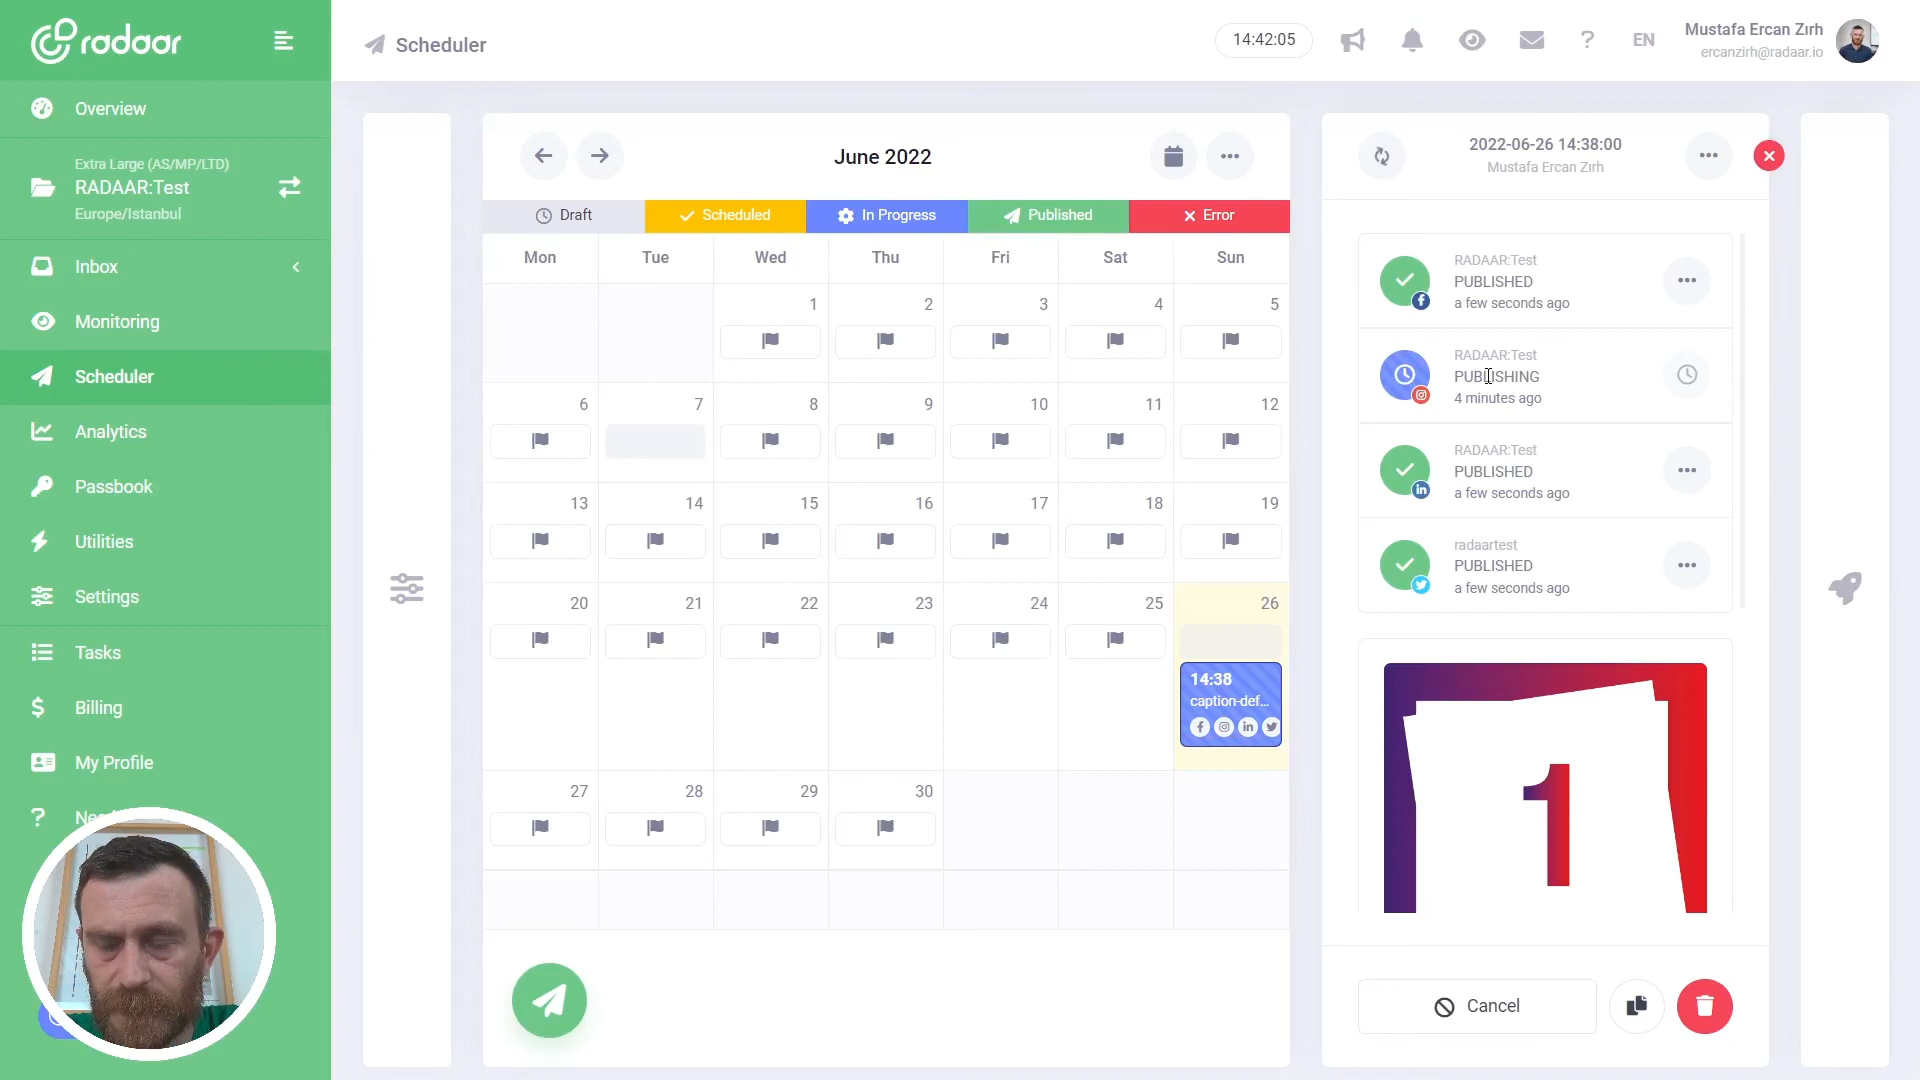 radaar
Scheduler
14:42:05
?
EN
Mustafa Ercan Zırh
ercanzirh@radaar.io
Overview
Extra Large (AS/MP/LTD)
RADAAR:Test
Europe/Istanbul
Inbox
Monitoring
Scheduler
Analytics
Passbook
Utilities
Settings
Tasks
Billing
My Profile
?
June 2022
Draft
Scheduled
In Progress
Published
Error
Mon
Tue
Wed
Thu
Fri
Sat
Sun
1
2
3
4
5
6
7
8
9
10
11
12
13
14
15
16
17
18
19
20
21
22
23
24
25
26
14:38
caption-def...
27
28
29
30
2022-06-26 14:38:00
Mustafa Ercan Zırh
RADAAR:Test
PUBLISHED
a few seconds ago
RADAAR:Test
PUBLISHING
4 minutes ago
RADAAR:Test
PUBLISHED
a few seconds ago
radaartest
PUBLISHED
a few seconds ago
1
Cancel